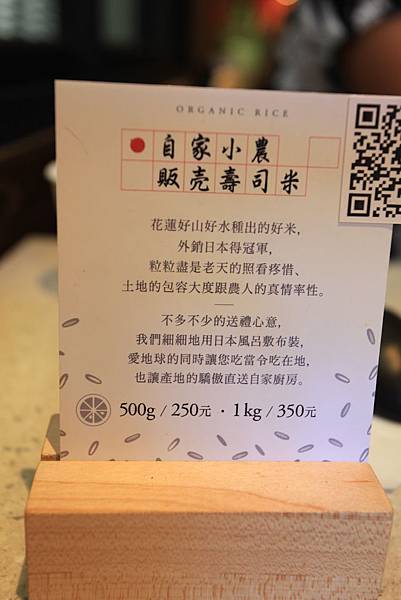 ORGANIC RICE
自家小農
販売壽司米
花蓮好山好水種出的好米,
外銷日本得冠軍,
粒粒盡是老天的照看疼惜、
土地的包容大度跟農人的真情率性。
不多不少的送禮心意,
我們細細地用日本風呂敷布裝,
愛地球的同時讓您吃當令吃在地,
也讓產地的驕傲直送自家廚房。
500g / 250元 · 1kg / 350元